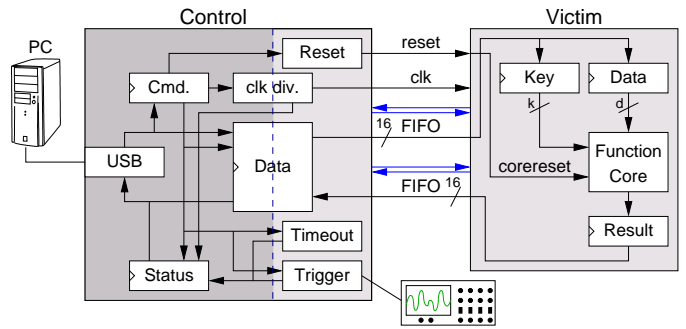 Control
Victim
PC
Reset
reset
Cmd.
clk div.
clk
Key
Data
k
d
16 FIFO
USB
Data
Function
Core
corereset
FIFO 16
Timeout
Result
Status
Trigger